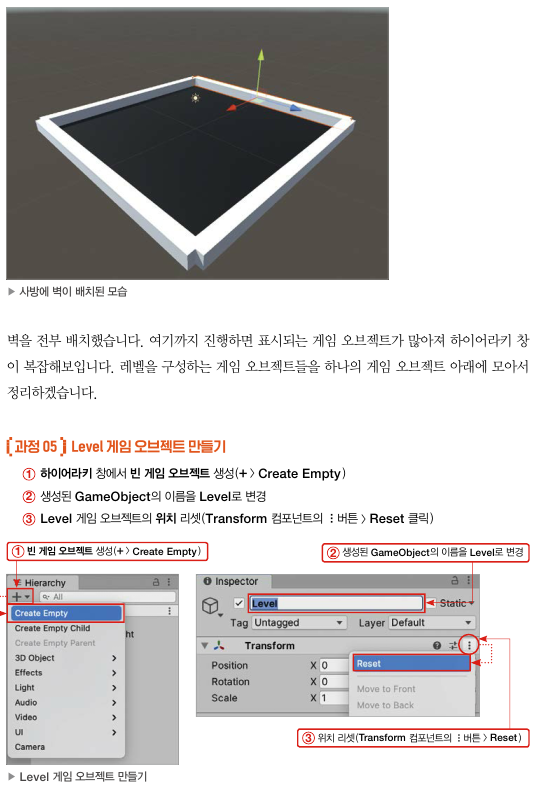 ▶ 사방에 벽이 배치된 모습
벽을 전부 배치했습니다. 여기까지 진행하면 표시되는 게임 오브젝트가 많아져 하이어라키 창
이 복잡해보입니다. 레벨을 구성하는 게임 오브젝트들을 하나의 게임 오브젝트 아래에 모아서
정리하겠습니다.
[과정 05] Level 게임 오브젝트 만들기
① 하이어라키 창에서 빈 게임 오브젝트 생성(+ > Create Empty)
② 생성된 GameObject의 이름을 Level로 변경
③ Level 게임 오브젝트의 위치 리셋(Transform 컴포넌트의 ⋮ 버튼 > Reset 클릭)
① 빈 게임 오브젝트 생성(+ > Create Empty)
Hierarchy
All
Create Empty
Create Empty Child
ht
Create Empty Parent
3D Object
Effects
Light
Audio
Video
UI
Camera
② 생성된 GameObject의 이름을 Level로 변경
Inspector
Level
Static
Tag Untagged Layer Default
Transform
Position X 0
Rotation X 0
Scale X 1
Reset
Move to Front
Move to Back
③ 위치 리셋(Transform 컴포넌트의 ⋮ 버튼 > Reset)
▶ Level 게임 오브젝트 만들기